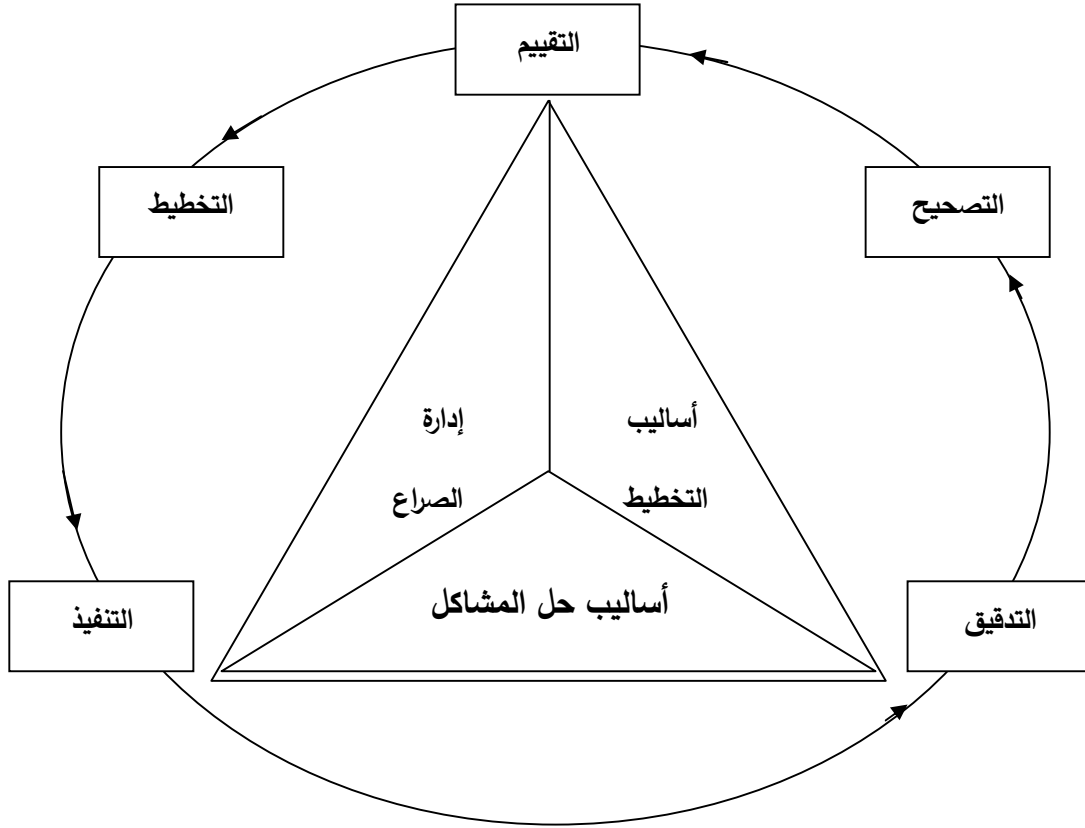 التقييم
التصحيح
التخطيط
أساليب
التخطيط
إدارة
الصراع
أساليب حل المشاكل
التدقيق
التنفيذ